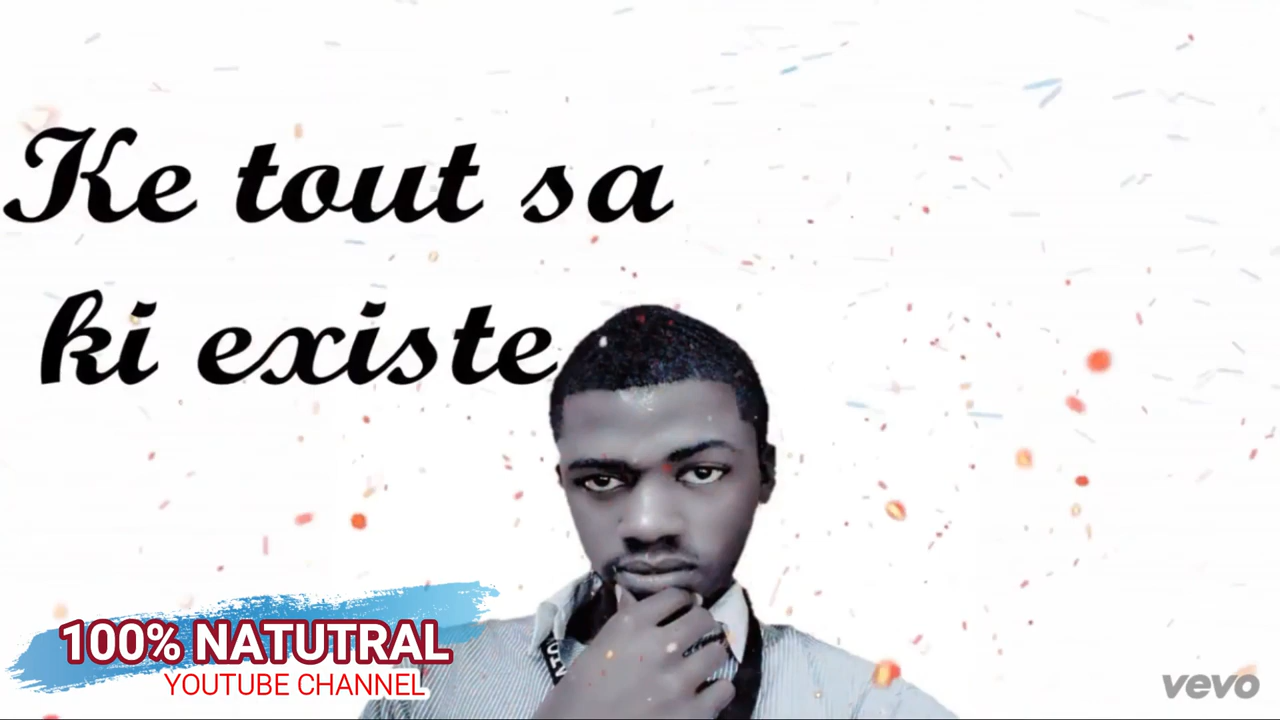 Ke tout sa
ki existe
100% NATUTRAL
YOUTUBE CHANNEL
vevo